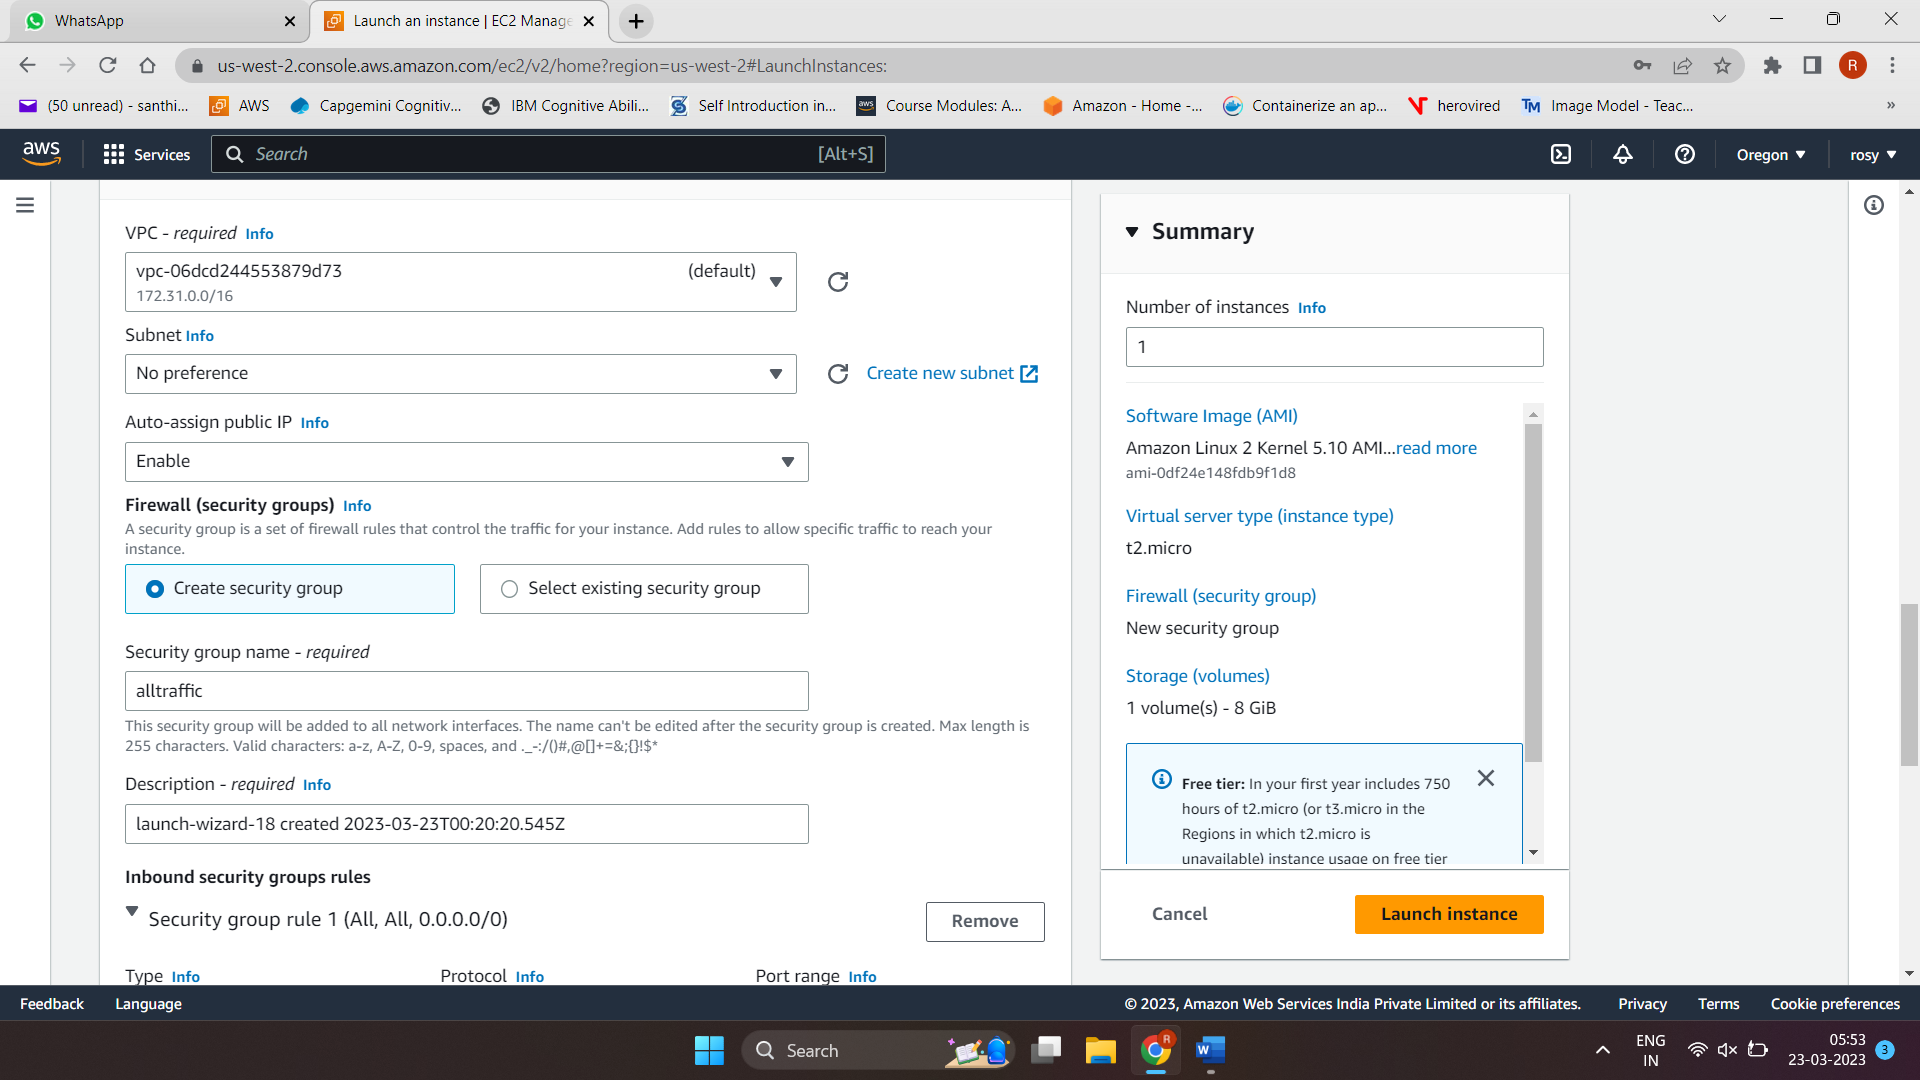 WhatsApp
Launch an instance | EC2 Manage
us-west-2.console.aws.amazon.com/ec2/v2/home?region=us-west-2#LaunchInstances:
R
(50 unread) - santhi...
AWS
Capgemini Cognitiv...
IBM Cognitive Abili...
Self Introduction in...
aws
Course Modules: A...
Amazon - Home -...
Containerize an ap...
herovired
TM
Image Model - Teac...
»
aws
Services
Search
[Alt+S]
Oregon
rosy
VPC - required Info
vpc-06dcd244553879d73
(default)
172.31.0.0/16
Subnet Info
No preference
Create new subnet
Auto-assign public IP Info
Enable
Firewall (security groups) Info
A security group is a set of firewall rules that control the traffic for your instance. Add rules to allow specific traffic to reach your
instance.
Create security group
Select existing security group
Security group name - required
alltraffic
This security group will be added to all network interfaces. The name can't be edited after the security group is created. Max length is
255 characters. Valid characters: a-z, A-Z, 0-9, spaces, and ._-:/()#,@[]+=&;{}!$*
Description - required Info
launch-wizard-18 created 2023-03-23T00:20:20.545Z
Inbound security groups rules
Security group rule 1 (All, All, 0.0.0.0/0)
Remove
Type Info
Protocol Info
Port range Info
Summary
Number of instances Info
1
Software Image (AMI)
Amazon Linux 2 Kernel 5.10 AMI...read more
ami-0df24e148fdb9f1d8
Virtual server type (instance type)
t2.micro
Firewall (security group)
New security group
Storage (volumes)
1 volume(s) - 8 GiB
Free tier: In your first year includes 750
hours of t2.micro (or t3.micro in the
Regions in which t2.micro is
unavailable) instance usage on free tier
Cancel
Launch instance
Feedback
Language
© 2023, Amazon Web Services India Private Limited or its affiliates.
Privacy
Terms
Cookie preferences
Search
R
W
ENG
IN
05:53
23-03-2023
3